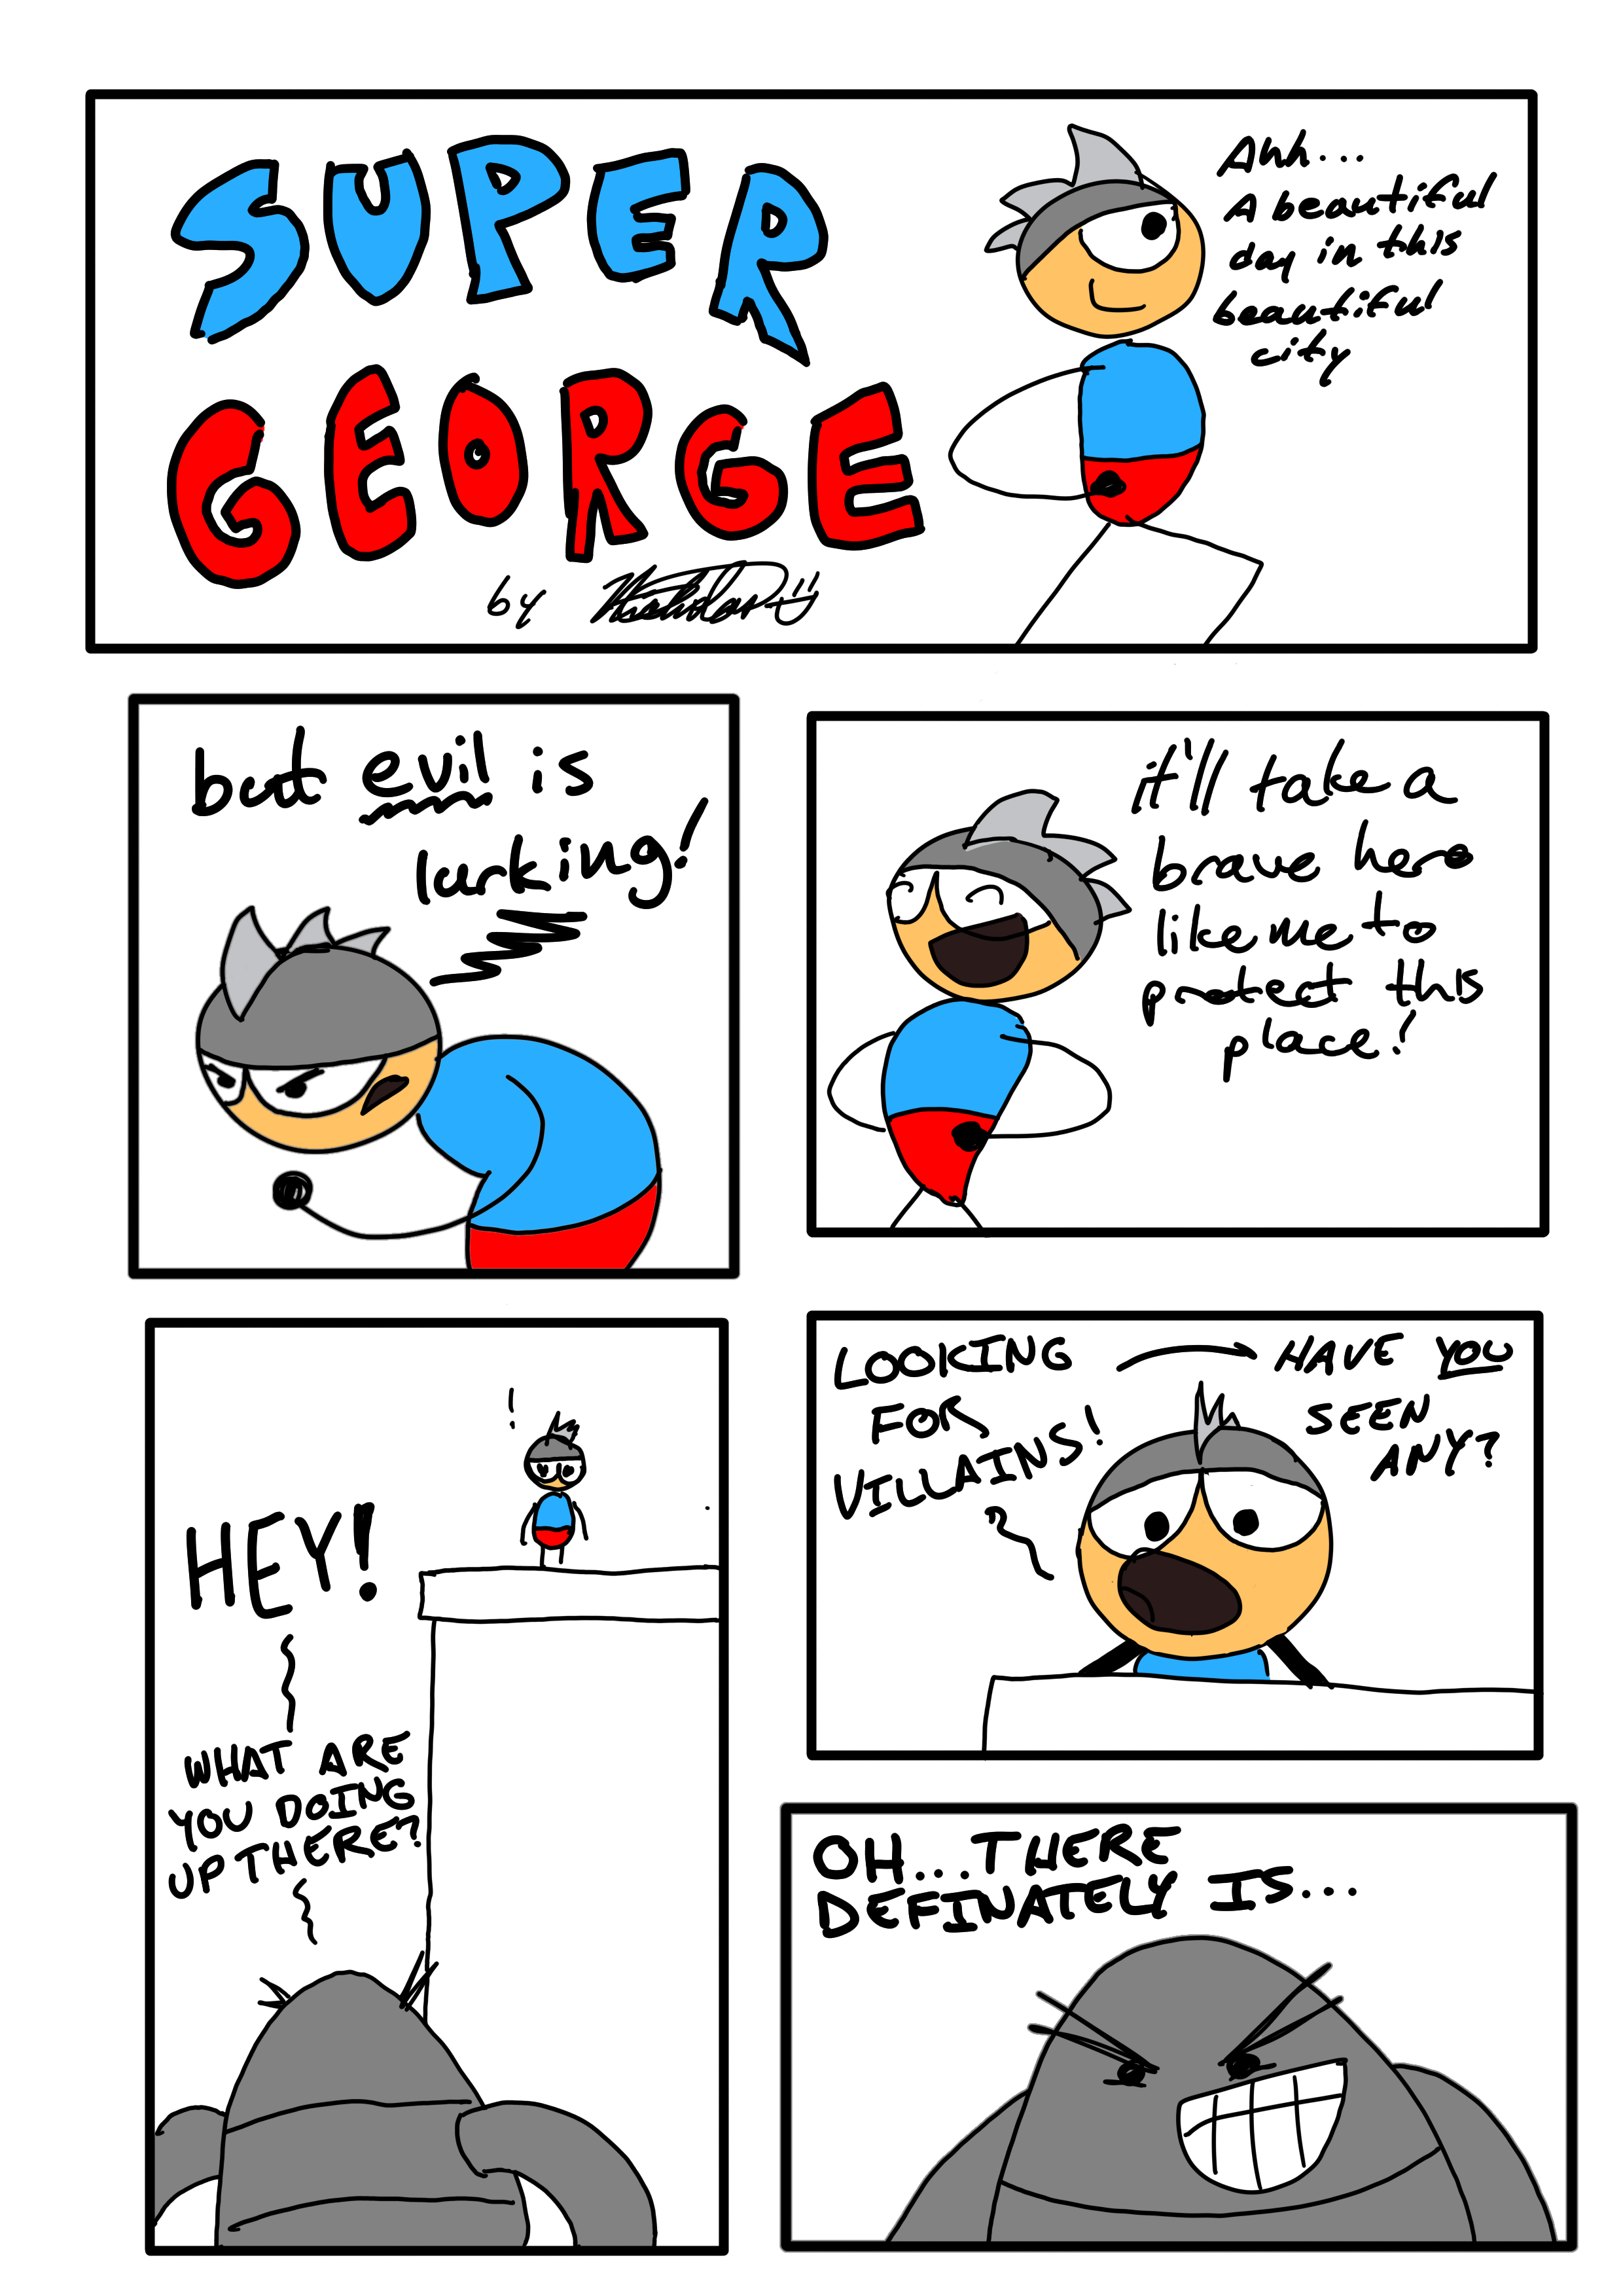 SUPER
GEORGE
by
Ahh...
A beautiful
day in this
beautiful
city
but evil is
lurking!
it'll take a
brave hero
like me to
protect this
place!
!
HEY!
WHAT ARE
YOU DOING
UP THERE?
LOOKING
FOR
VILLAINS!
HAVE YOU
SEEN
ANY?
OH...THERE
DEFINATELY IS...